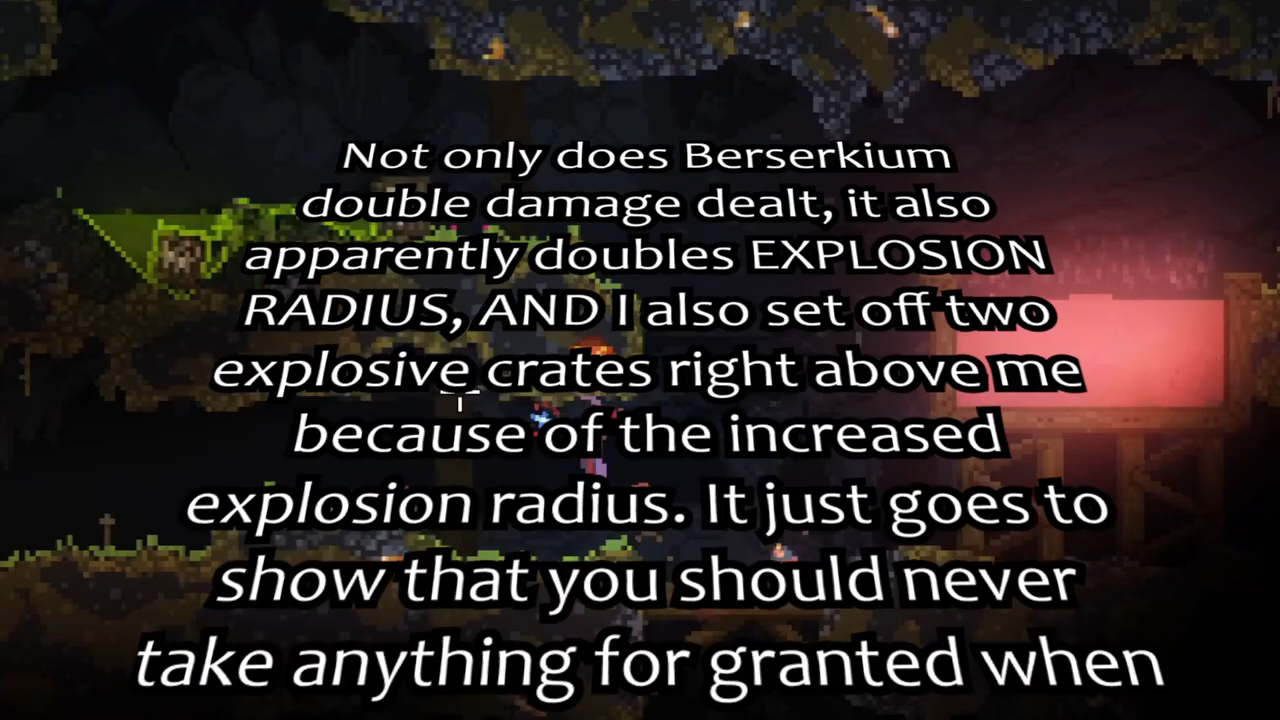 Not only does Berserkium
double damage dealt, it also
apparently doubles EXPLOSION
RADIUS, AND I also set off two
explosive crates right above me
because of the increased
explosion radius. It just goes to
show that you should never
take anything for granted when